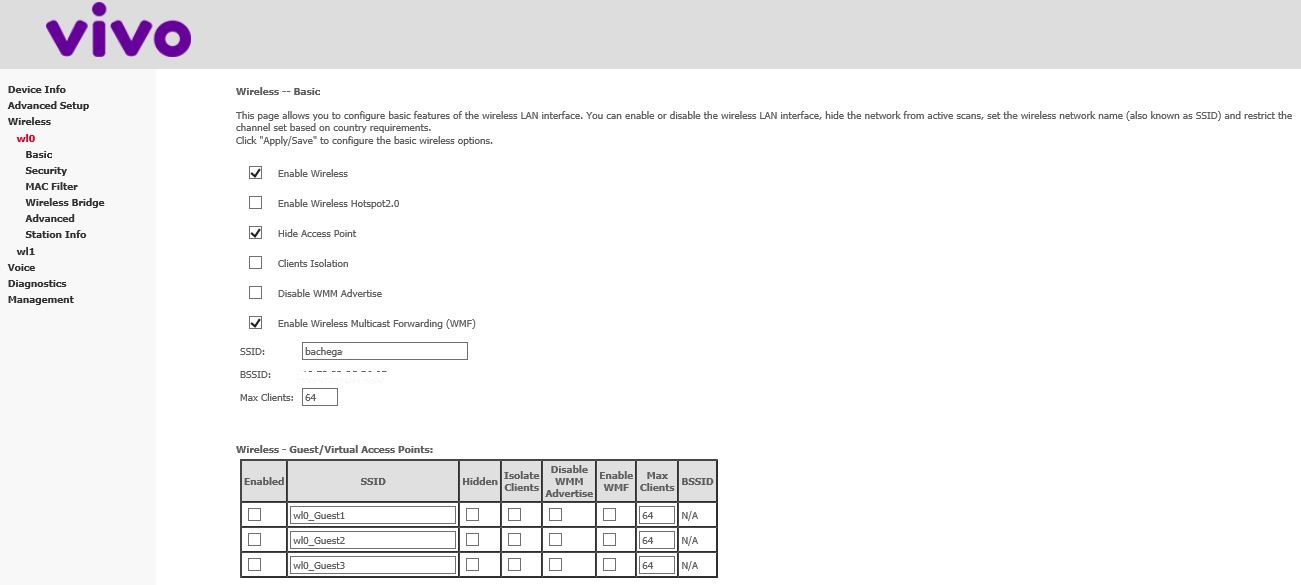 vivo
Device Info
Advanced Setup
Wireless
wl0
Basic
Security
MAC Filter
Wireless Bridge
Advanced
Station Info
wl1
Voice
Diagnostics
Management
Wireless -- Basic
This page allows you to configure basic features of the wireless LAN interface. You can enable or disable the wireless LAN interface, hide the network from active scans, set the wireless network name (also known as SSID) and restrict the
channel set based on country requirements.
Click "Apply/Save" to configure the basic wireless options.
Enable Wireless
Enable Wireless Hotspot2.0
Hide Access Point
Clients Isolation
Disable WMM Advertise
Enable Wireless Multicast Forwarding (WMF)
SSID: bachega
BSSID:
Max Clients: 64
Wireless - Guest/Virtual Access Points:
Enabled SSID Hidden Isolate Clients Disable WMM Advertise Enable WMF Max Clients BSSID
wl0_Guest1 64 N/A
wl0_Guest2 64 N/A
wl0_Guest3 64 N/A